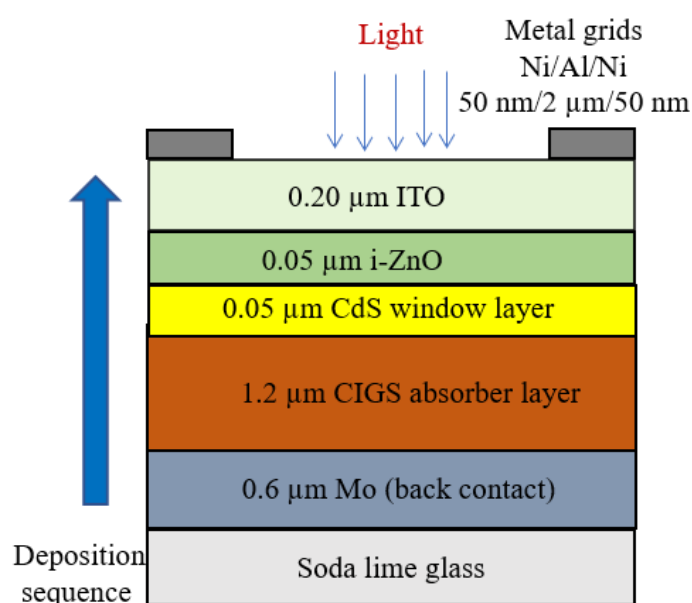 Light
Metal grids
Ni/Al/Ni
50 nm/2 µm/50 nm
0.20 µm ITO
0.05 µm i-ZnO
0.05 µm CdS window layer
1.2 µm CIGS absorber layer
0.6 µm Mo (back contact)
Deposition
sequence
Soda lime glass